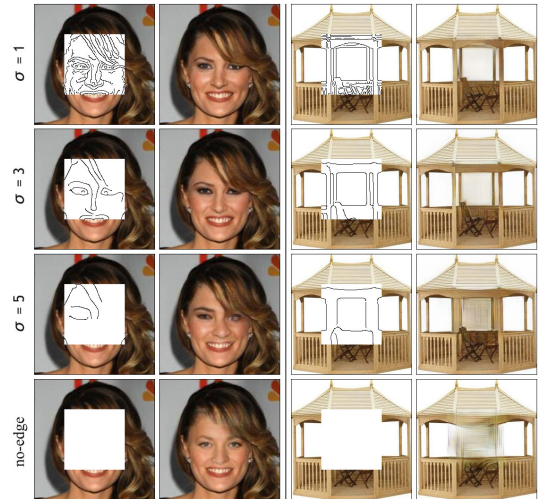 σ = 1
σ = 3
σ = 5
no-edge